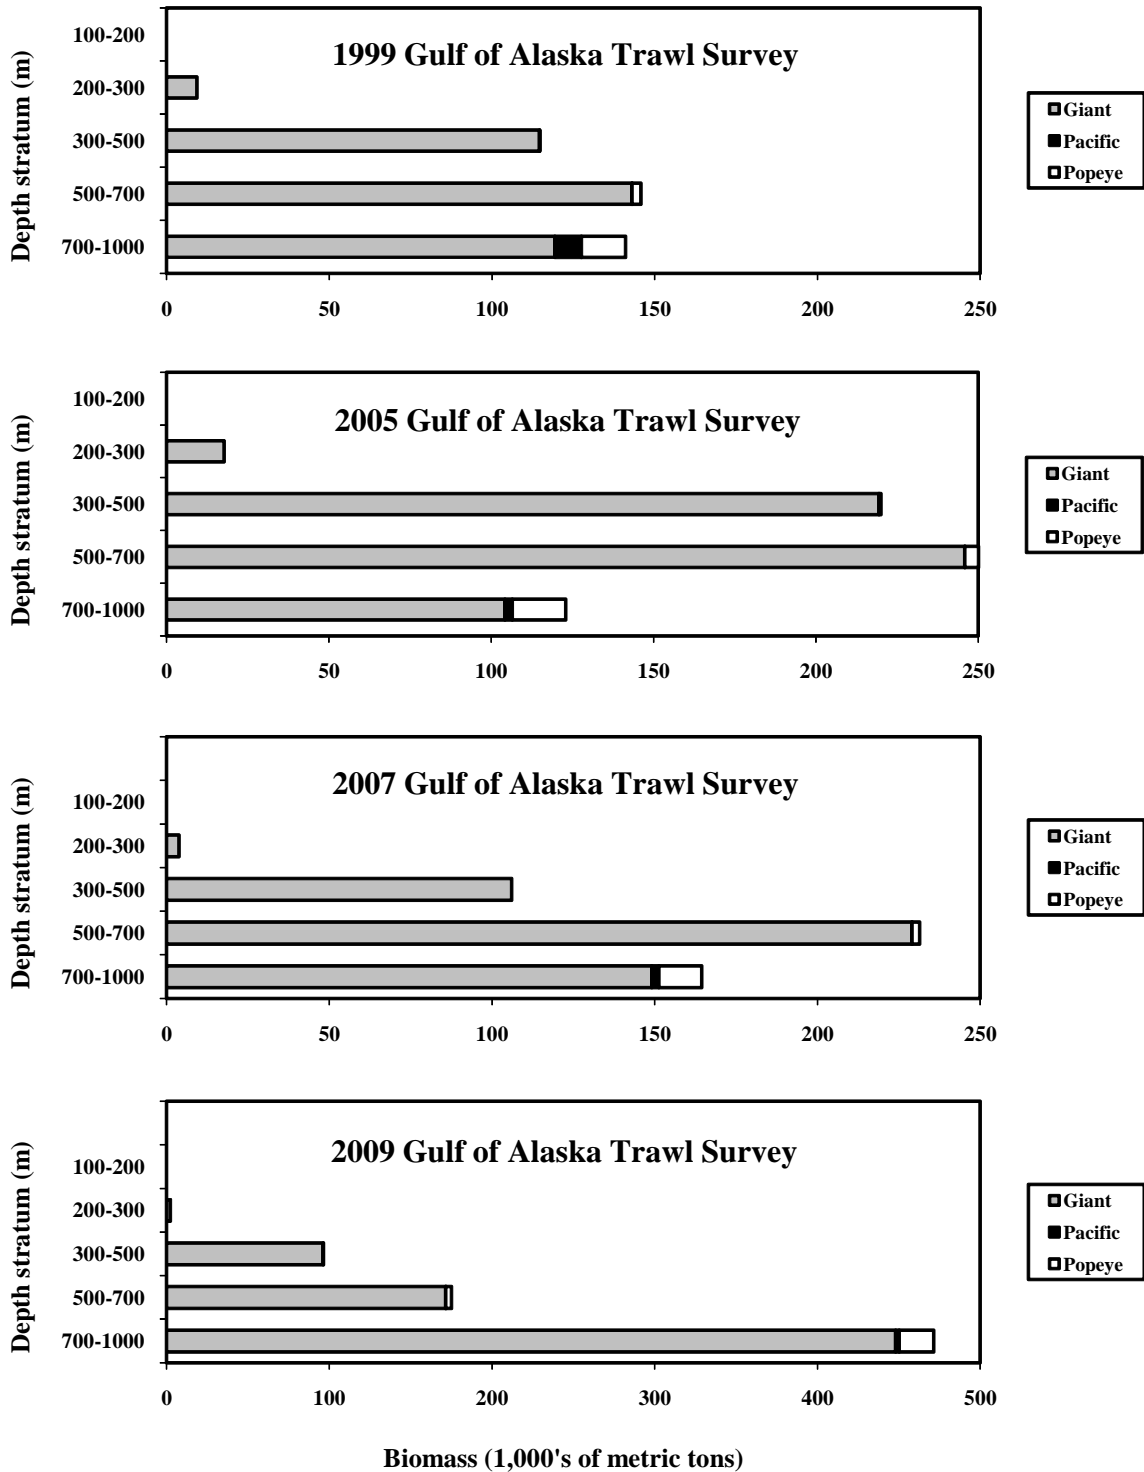 1999 Gulf of Alaska Trawl Survey
Depth stratum (m)
100-200
200-300
300-500
500-700
700-1000
0 50 100 150 200 250
Giant
Pacific
Popeye
2005 Gulf of Alaska Trawl Survey
Depth stratum (m)
100-200
200-300
300-500
500-700
700-1000
0 50 100 150 200 250
Giant
Pacific
Popeye
2007 Gulf of Alaska Trawl Survey
Depth stratum (m)
100-200
200-300
300-500
500-700
700-1000
0 50 100 150 200 250
Giant
Pacific
Popeye
2009 Gulf of Alaska Trawl Survey
Depth stratum (m)
100-200
200-300
300-500
500-700
700-1000
0 100 200 300 400 500
Giant
Pacific
Popeye
Biomass (1,000's of metric tons)